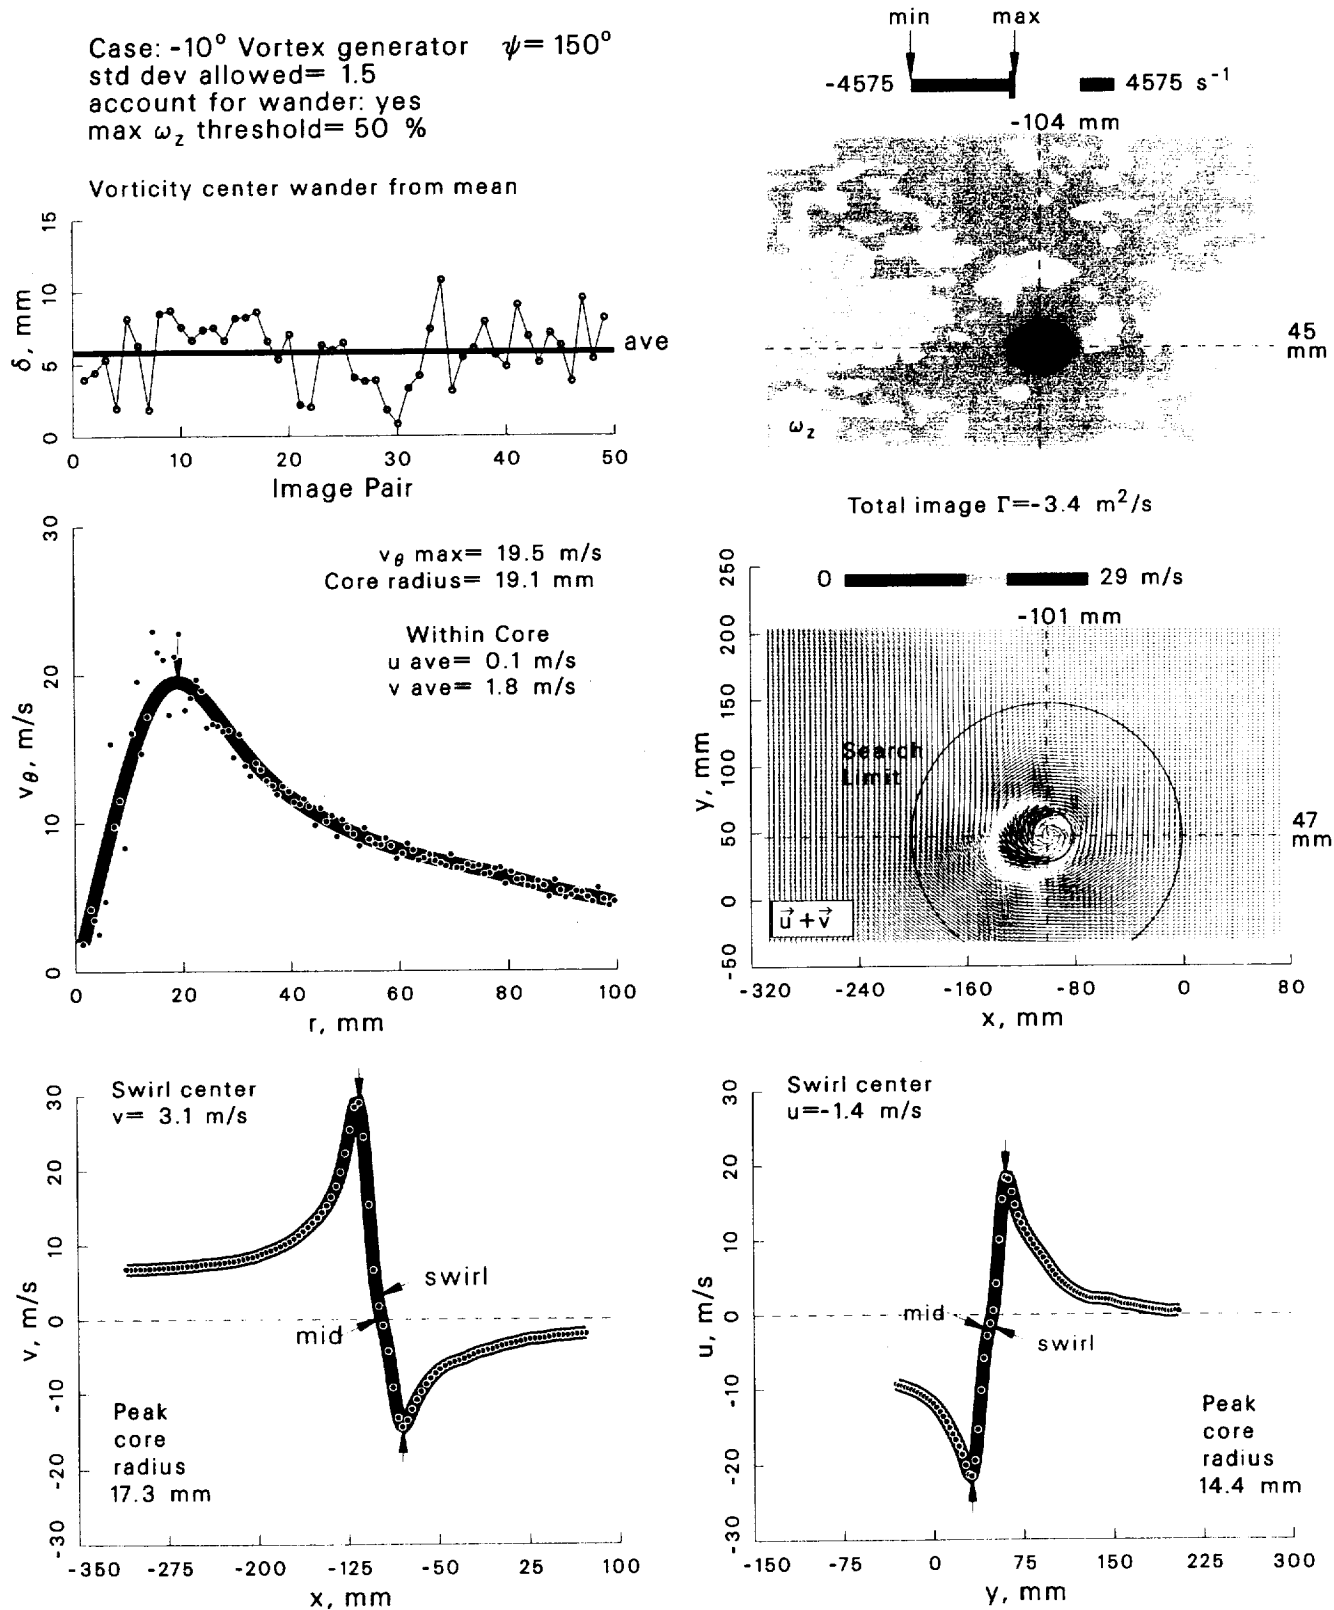 Case: -10° Vortex generator ψ= 150°
std dev allowed= 1.5
account for wander: yes
max ω_z threshold= 50 %
Vorticity center wander from mean
15
10
5
0
δ, mm
ave
0 10 20 30 40 50
Image Pair
min max
-4575 4575 s⁻¹
-104 mm
45
mm
ω_z
30
20
10
0
v_θ, m/s
v_θ max= 19.5 m/s
Core radius= 19.1 mm
Within Core
u ave= 0.1 m/s
v ave= 1.8 m/s
0 20 40 60 80 100
r, mm
Total image Γ=-3.4 m²/s
0 29 m/s
-101 mm
250
200
150
100
50
0
-50
y, mm
Search
Limit
47
mm
u⃗+v⃗
-320 -240 -160 -80 0 80
x, mm
Swirl center
v= 3.1 m/s
30
20
10
0
-10
-20
-30
v, m/s
swirl
mid
Peak
core
radius
17.3 mm
-350 -275 -200 -125 -50 25 100
x, mm
Swirl center
u=-1.4 m/s
30
20
10
0
-10
-20
-30
u, m/s
mid
swirl
Peak
core
radius
14.4 mm
-150 -75 0 75 150 225 300
y, mm